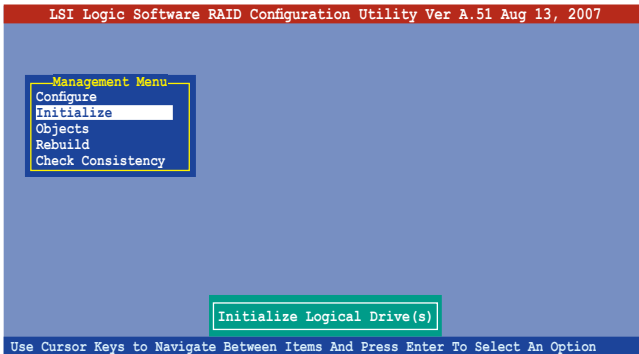 LSI Logic Software RAID Configuration Utility Ver A.51 Aug 13, 2007
Management Menu
Configure
Initialize
Objects
Rebuild
Check Consistency
Initialize Logical Drive(s)
Use Cursor Keys to Navigate Between Items And Press Enter To Select An Option